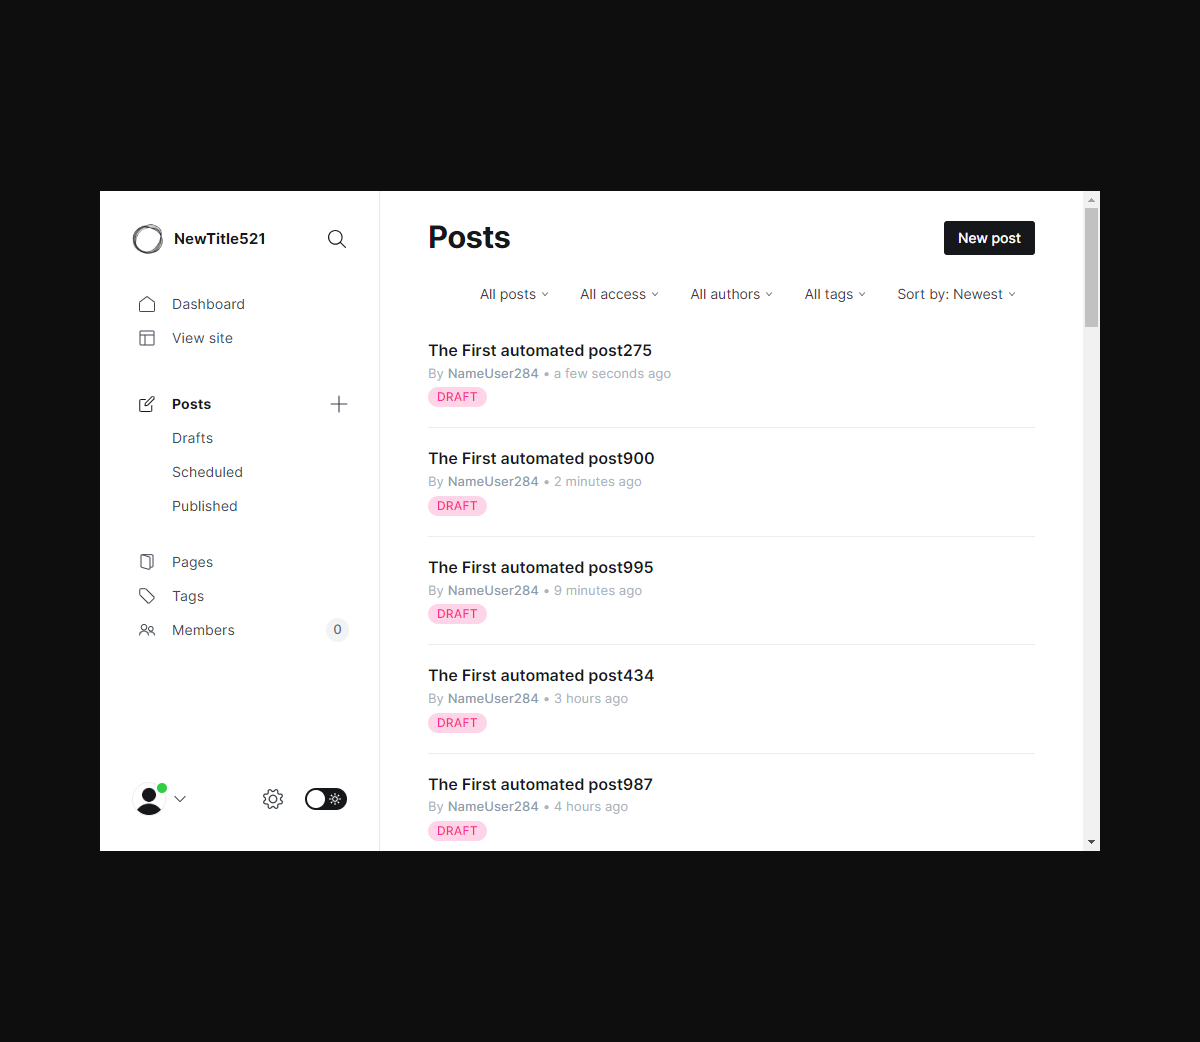 NewTitle521
Dashboard
View site
Posts
Drafts
Scheduled
Published
Pages
Tags
Members 0
Posts
New post
All posts All access All authors All tags Sort by: Newest
The First automated post275
By NameUser284 • a few seconds ago
DRAFT
The First automated post900
By NameUser284 • 2 minutes ago
DRAFT
The First automated post995
By NameUser284 • 9 minutes ago
DRAFT
The First automated post434
By NameUser284 • 3 hours ago
DRAFT
The First automated post987
By NameUser284 • 4 hours ago
DRAFT